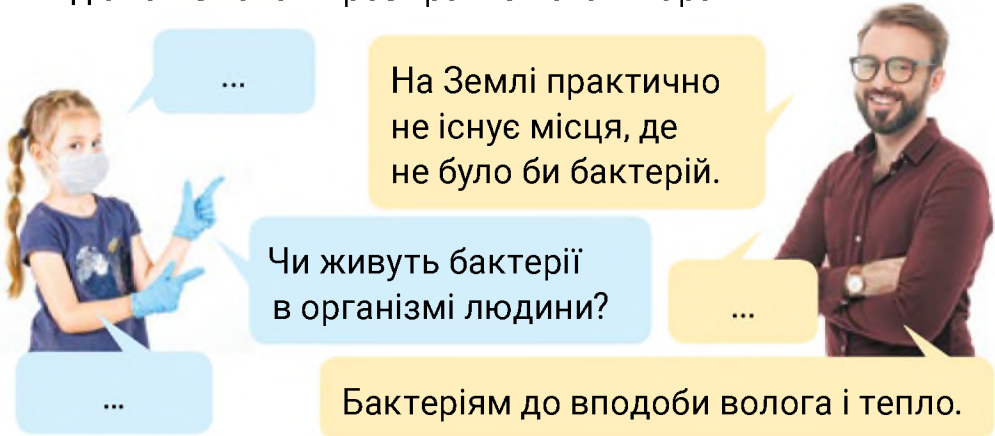 ...
На Землі практично
не існує місця, де
не було би бактерій.
Чи живуть бактерії
в організмі людини?
...
...
Бактеріям до вподоби волога і тепло.